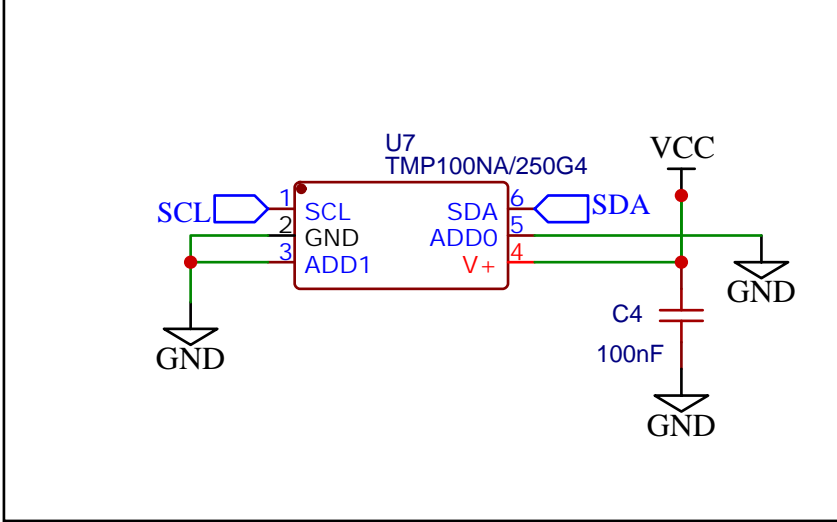 U7
TMP100NA/250G4
VCC
SCL
1
SCL
SDA
6
SDA
2
GND
ADD0
5
3
ADD1
V+
4
GND
C4
100nF
GND
GND